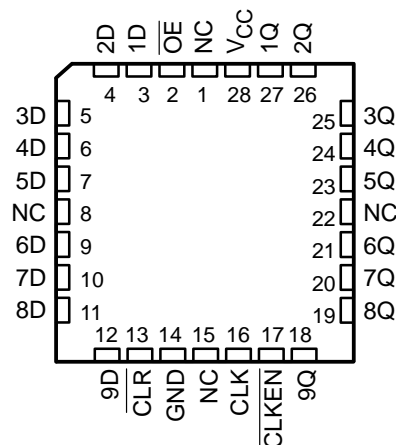 2D 1D OE NC VCC 1Q 2Q
4 3 2 1 28 27 26
3D 5 25 3Q
4D 6 24 4Q
5D 7 23 5Q
NC 8 22 NC
6D 9 21 6Q
7D 10 20 7Q
8D 11 19 8Q
12 13 14 15 16 17 18
9D CLR GND NC CLK CLKEN 9Q